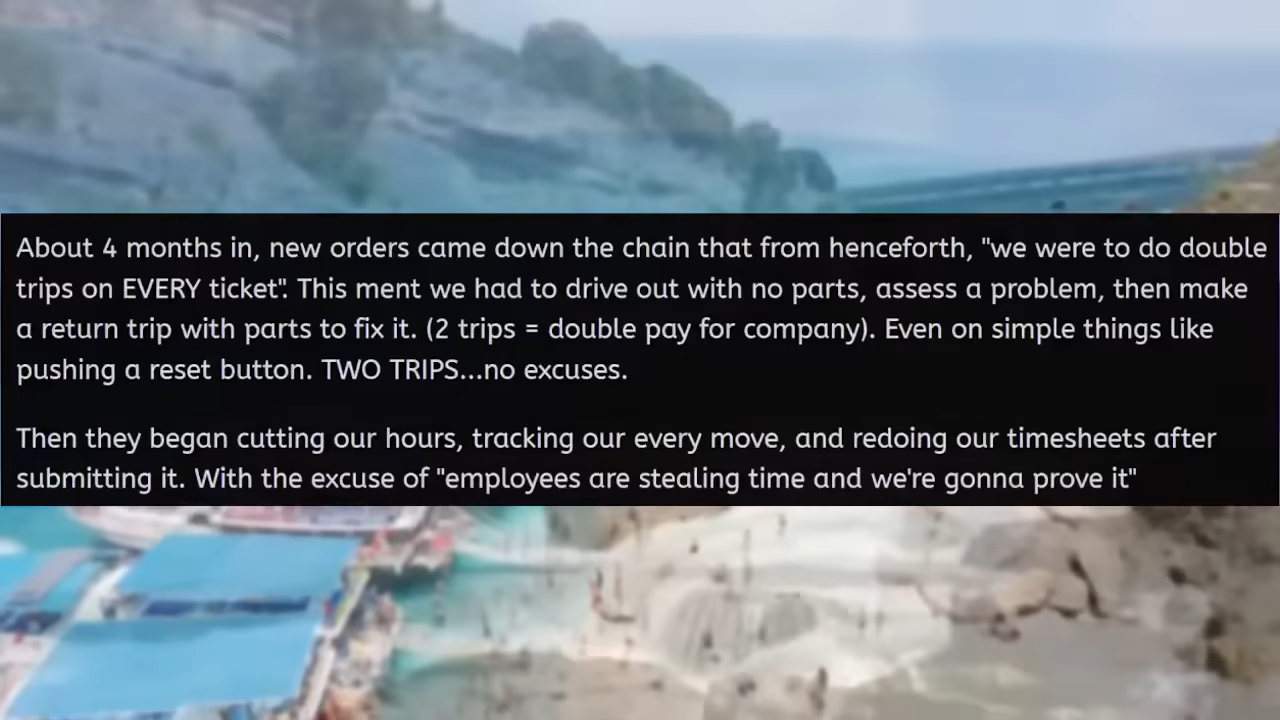 About 4 months in, new orders came down the chain that from henceforth, "we were to do double
trips on EVERY ticket". This ment we had to drive out with no parts, assess a problem, then make
a return trip with parts to fix it. (2 trips = double pay for company). Even on simple things like
pushing a reset button. TWO TRIPS...no excuses.
Then they began cutting our hours, tracking our every move, and redoing our timesheets after
submitting it. With the excuse of "employees are stealing time and we're gonna prove it"